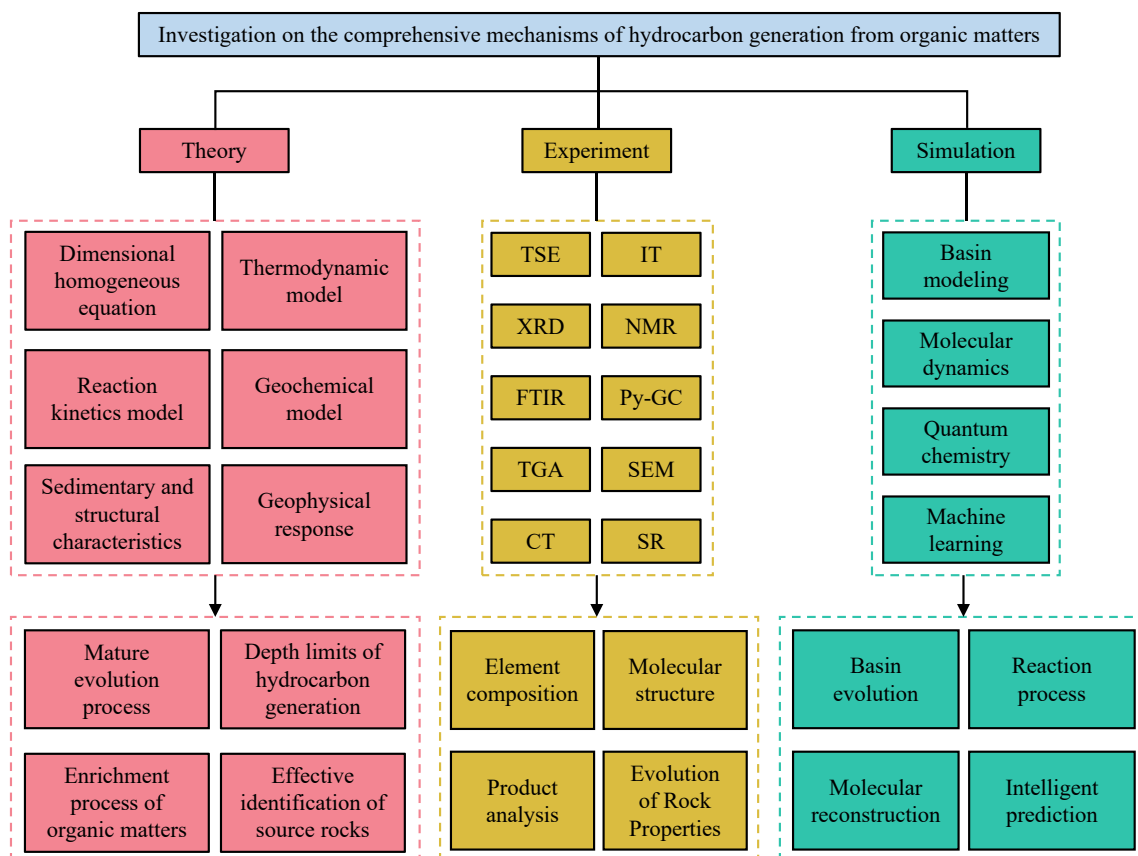 Investigation on the comprehensive mechanisms of hydrocarbon generation from organic matters
Theory
Experiment
Simulation
Dimensional
homogeneous
equation
Thermodynamic
model
Reaction
kinetics model
Geochemical
model
Sedimentary and
structural
characteristics
Geophysical
response
TSE
IT
XRD
NMR
FTIR
Py-GC
TGA
SEM
CT
SR
Basin
modeling
Molecular
dynamics
Quantum
chemistry
Machine
learning
Mature
evolution
process
Depth limits of
hydrocarbon
generation
Enrichment
process of
organic matters
Effective
identification of
source rocks
Element
composition
Molecular
structure
Product
analysis
Evolution
of Rock
Properties
Basin
evolution
Reaction
process
Molecular
reconstruction
Intelligent
prediction